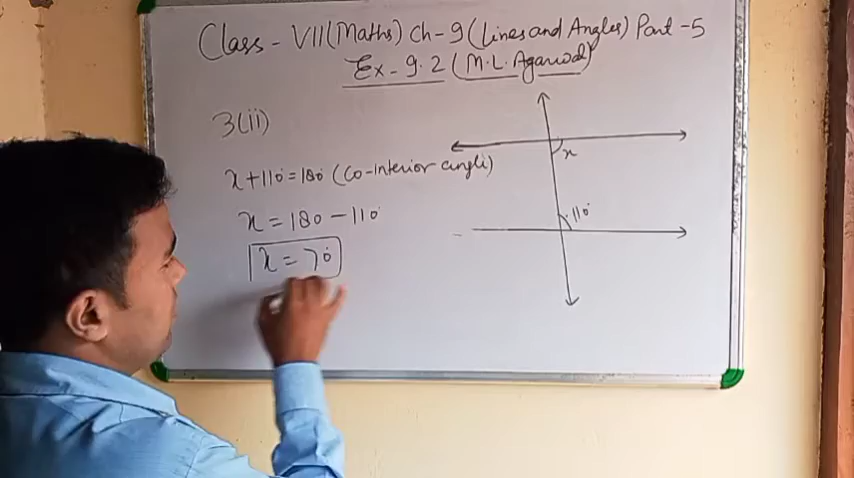 Class - VII (Maths) Ch-9 (Lines and Angles) Part -5
Ex- 9.2 (M.L. Agarwal)
3(ii)
x+110°=180° (Co-interior angle)
x = 180 - 110°
x = 70°
x
110°